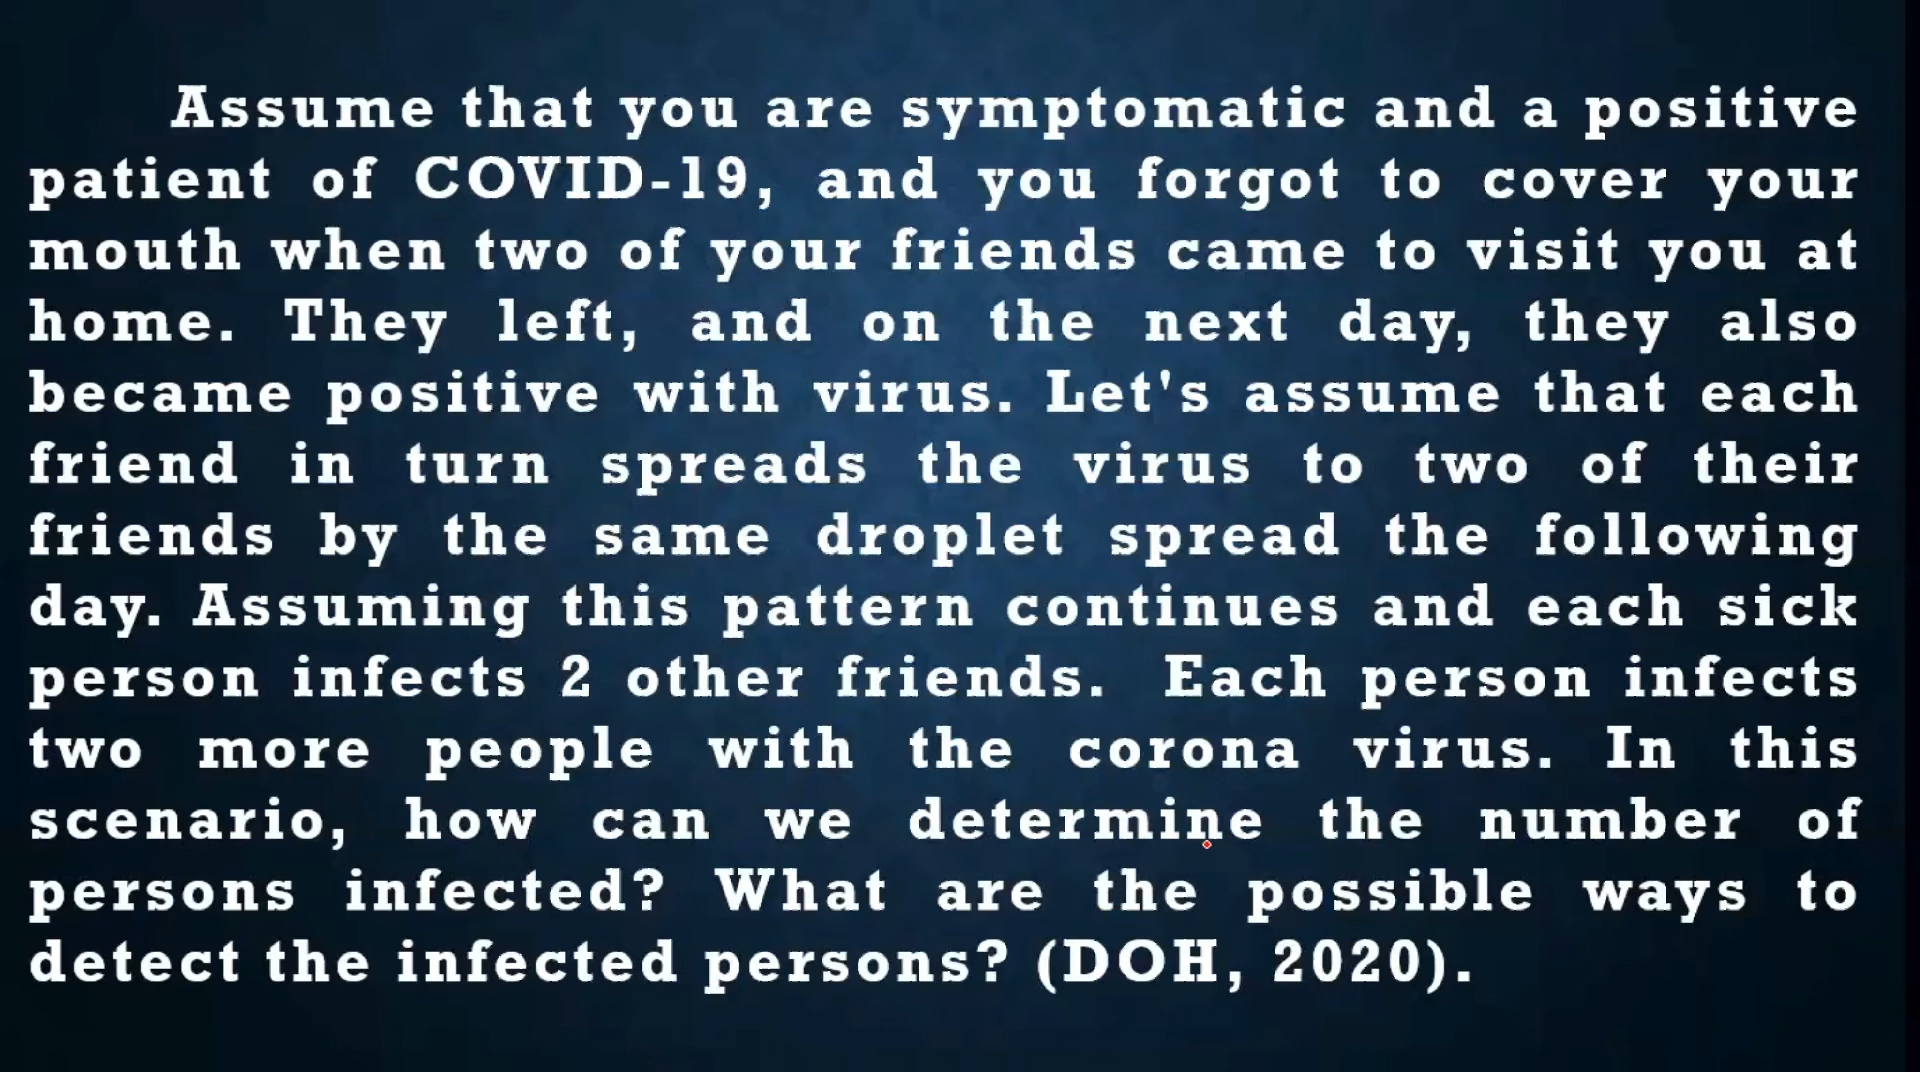 Assume that you are symptomatic and a positive
patient of COVID-19, and you forgot to cover your
mouth when two of your friends came to visit you at
home. They left, and on the next day, they also
became positive with virus. Let's assume that each
friend in turn spreads the virus to two of their
friends by the same droplet spread the following
day. Assuming this pattern continues and each sick
person infects 2 other friends. Each person infects
two more people with the corona virus. In this
scenario, how can we determine the number of
persons infected? What are the possible ways to
detect the infected persons? (DOH, 2020).